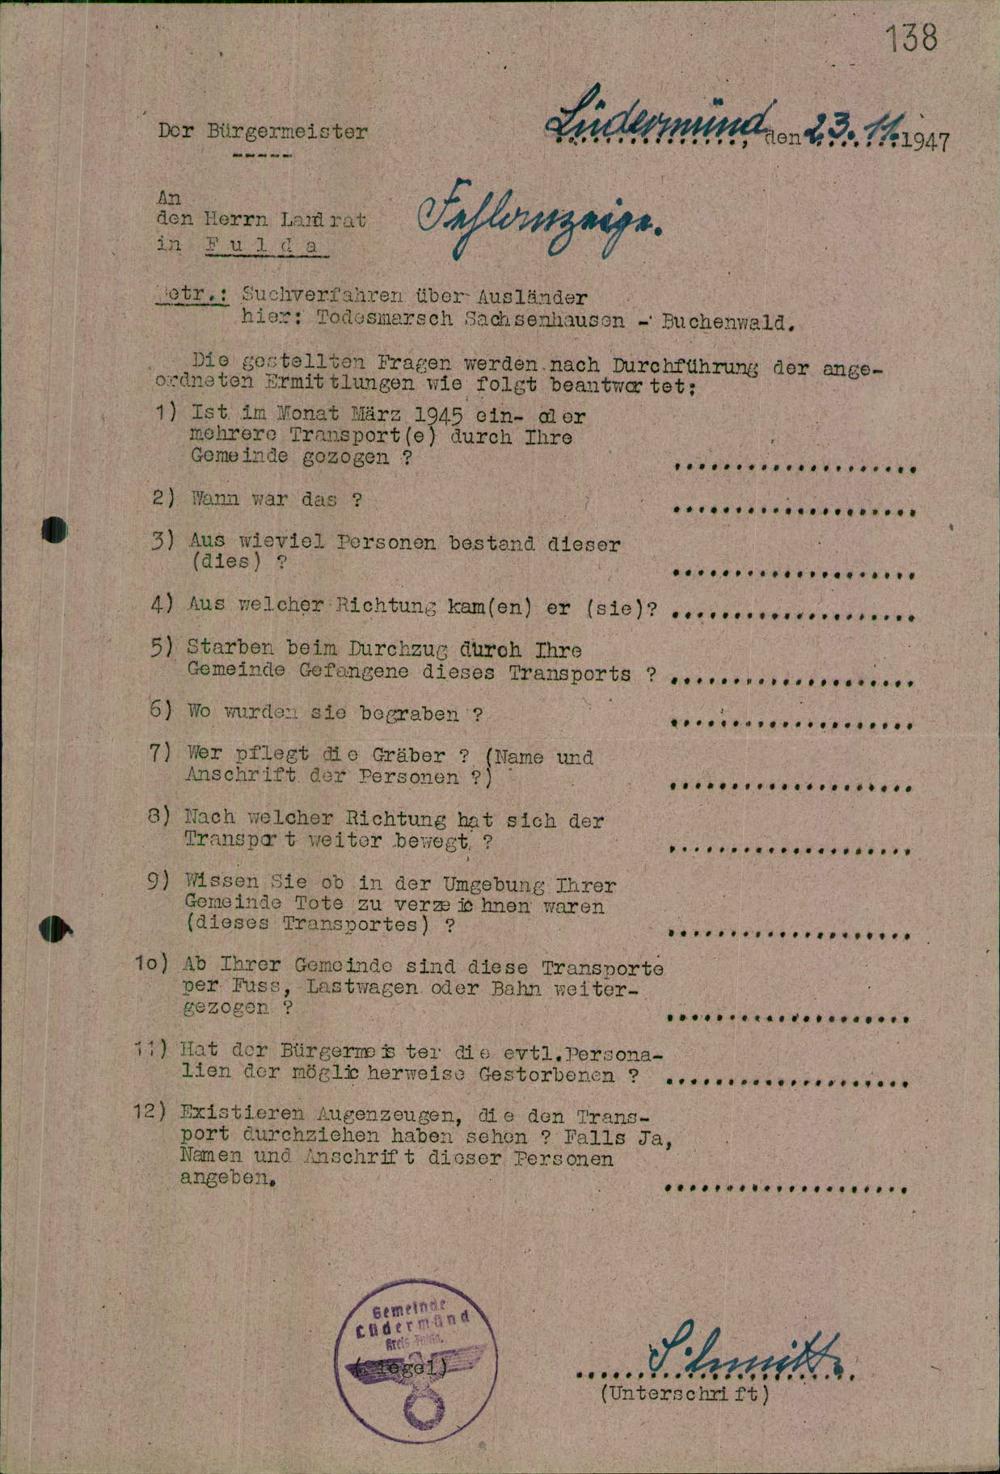 138
Der Bürgermeister
Lüdermünd, den 23. 11. 1947
An
den Herrn Landrat
in Fulda
Fehlanzeige.
Betr.: Suchverfahren über Ausländer
hier: Todesmarsch Sachsenhausen - Buchenwald.
Die gestellten Fragen werden nach Durchführung der ange-
ordneten Ermittlungen wie folgt beantwortet:
1) Ist im Monat März 1945 ein- oder
mehrere Transport(e) durch Ihre
Gemeinde gezogen ? ....................
2) Wann war das ? ....................
3) Aus wieviel Personen bestand dieser
(dies) ? ....................
4) Aus welcher Richtung kam(en) er (sie)? ....................
5) Starben beim Durchzug durch Ihre
Gemeinde Gefangene dieses Transports ? ....................
6) Wo wurden sie begraben ? ....................
7) Wer pflegt die Gräber ? (Name und
Anschrift der Personen ?) ....................
8) Nach welcher Richtung hat sich der
Transport weiter bewegt ? ....................
9) Wissen Sie ob in der Umgebung Ihrer
Gemeinde Tote zu verzeichnen waren
(dieses Transportes) ? ....................
1o) Ab Ihrer Gemeinde sind diese Transporte
per Fuss, Lastwagen oder Bahn weiter-
gezogen ? ....................
11) Hat der Bürgermeister die evtl.Persona-
lien der möglicherweise Gestorbenen ? ....................
12) Existieren Augenzeugen, die den Trans-
port durchziehen haben sehen ? Falls Ja,
Namen und Anschrift dieser Personen
angeben. ....................
Gemeinde
Lüdermünd
Kreis Fulda.
(Siegel)
Schmitt
(Unterschrift)